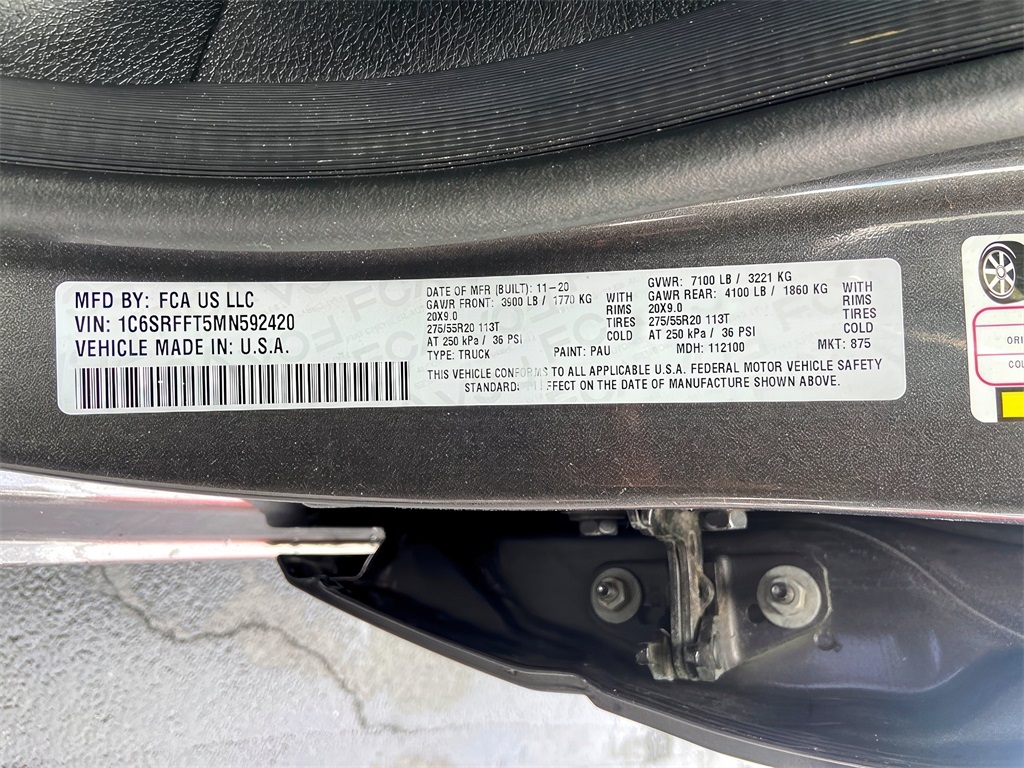 MFD BY: FCA US LLC
VIN: 1C6SRFFT5MN592420
VEHICLE MADE IN: U.S.A.
DATE OF MFR (BUILT): 11-20
GAWR FRONT: 3900 LB / 1770 KG WITH
20X9.0 RIMS
275/55R20 113T TIRES
AT 250 kPa / 36 PSI COLD
TYPE: TRUCK PAINT: PAU
GVWR: 7100 LB / 3221 KG
GAWR REAR: 4100 LB / 1860 KG WITH
20X9.0 RIMS
275/55R20 113T TIRES
AT 250 kPa / 36 PSI COLD
MDH: 112100 MKT: 875
THIS VEHICLE CONFORMS TO ALL APPLICABLE U.S.A. FEDERAL MOTOR VEHICLE SAFETY
STANDARDS IN EFFECT ON THE DATE OF MANUFACTURE SHOWN ABOVE.